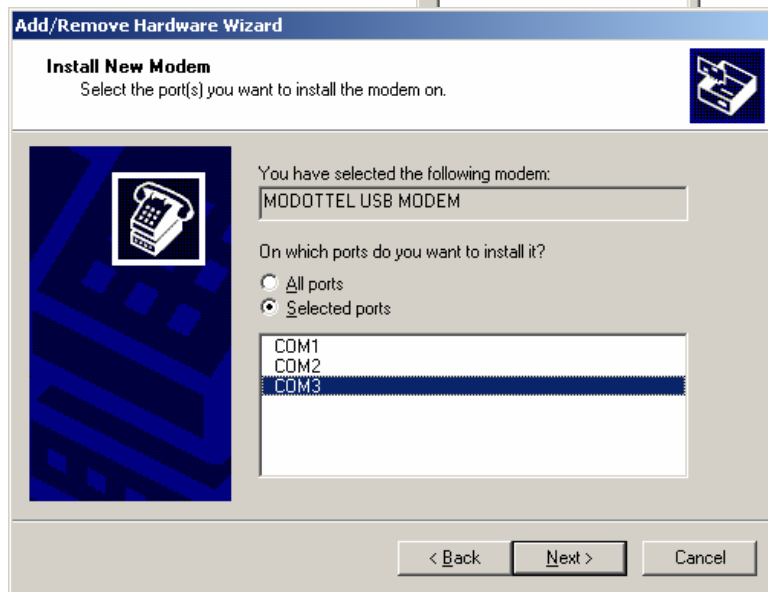 Add/Remove Hardware Wizard
Install New Modem
Select the port(s) you want to install the modem on.
You have selected the following modem:
MODOTTEL USB MODEM
On which ports do you want to install it?
All ports
Selected ports
COM1
COM2
COM3
< Back Next > Cancel